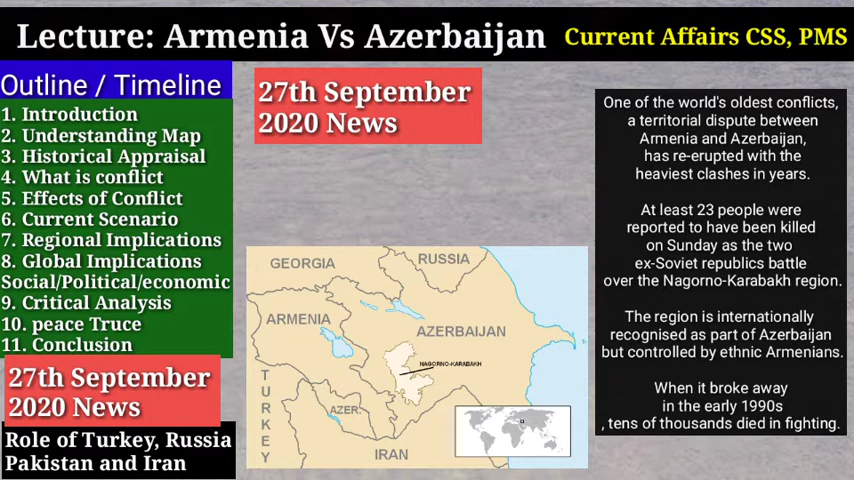 Lecture: Armenia Vs Azerbaijan
Current Affairs CSS, PMS
Outline / Timeline
1. Introduction
2. Understanding Map
3. Historical Appraisal
4. What is conflict
5. Effects of Conflict
6. Current Scenario
7. Regional Implications
8. Global Implications
Social/Political/economic
9. Critical Analysis
10. peace Truce
11. Conclusion
27th September
2020 News
Role of Turkey, Russia
Pakistan and Iran
27th September
2020 News
GEORGIA
RUSSIA
ARMENIA
AZERBAIJAN
NAGORNO-KARABAKH
AZER.
TURKEY
IRAN
One of the world's oldest conflicts,
a territorial dispute between
Armenia and Azerbaijan,
has re-erupted with the
heaviest clashes in years.
At least 23 people were
reported to have been killed
on Sunday as the two
ex-Soviet republics battle
over the Nagorno-Karabakh region.
The region is internationally
recognised as part of Azerbaijan
but controlled by ethnic Armenians.
When it broke away
in the early 1990s
, tens of thousands died in fighting.